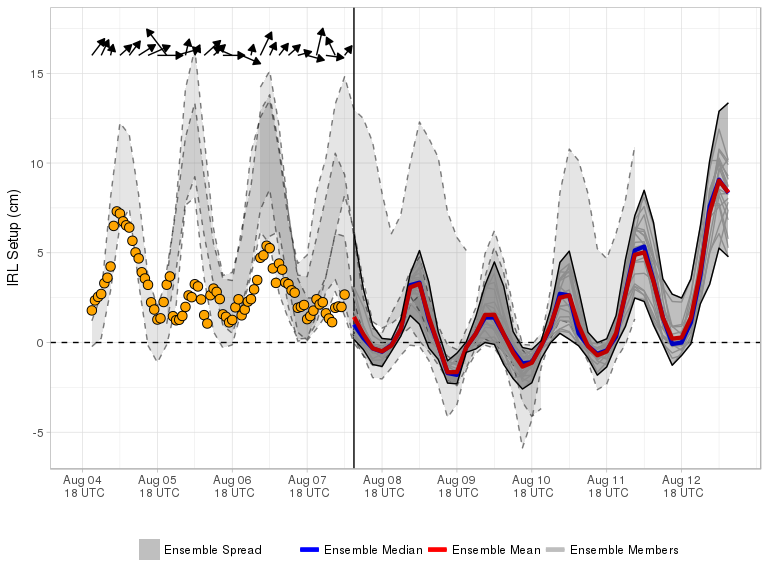 IRL Setup (cm)
15
10
5
0
-5
Aug 04 Aug 05 Aug 06 Aug 07 Aug 08 Aug 09 Aug 10 Aug 11 Aug 12
18 UTC 18 UTC 18 UTC 18 UTC 18 UTC 18 UTC 18 UTC 18 UTC 18 UTC
Ensemble Spread Ensemble Median Ensemble Mean Ensemble Members